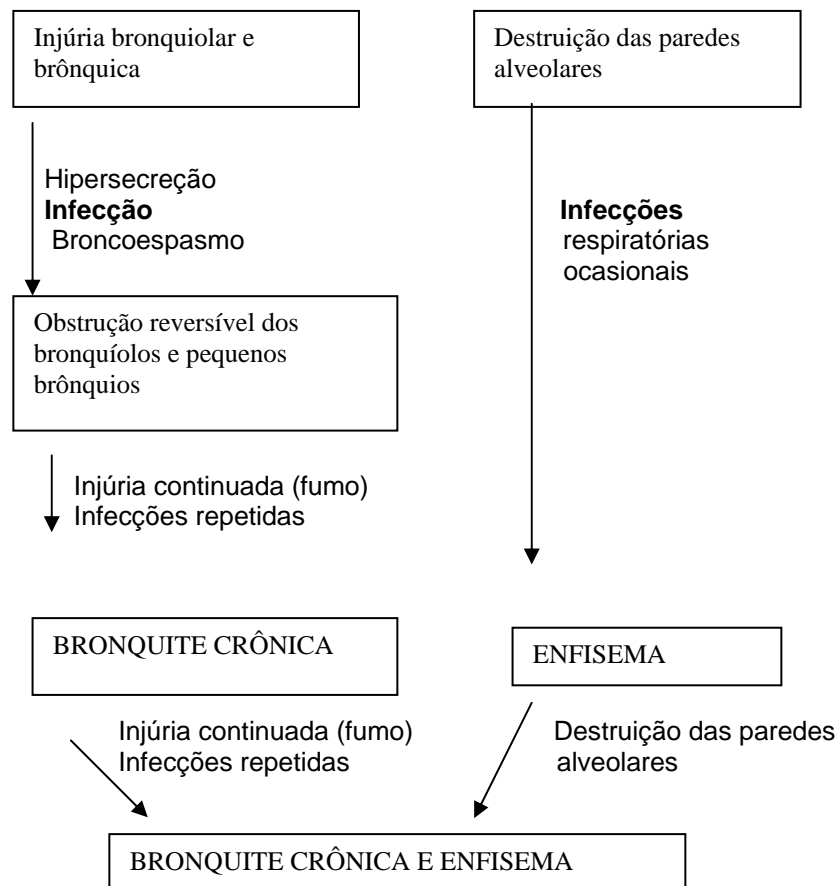 Injúria bronquiolar e
brônquica
Destruição das paredes
alveolares
Hipersecreção
Infecção
Broncoespasmo
Infecções
respiratórias
ocasionais
Obstrução reversível dos
bronquíolos e pequenos
brônquios
Injúria continuada (fumo)
Infecções repetidas
BRONQUITE CRÔNICA
ENFISEMA
Injúria continuada (fumo)
Infecções repetidas
Destruição das paredes
alveolares
BRONQUITE CRÔNICA E ENFISEMA